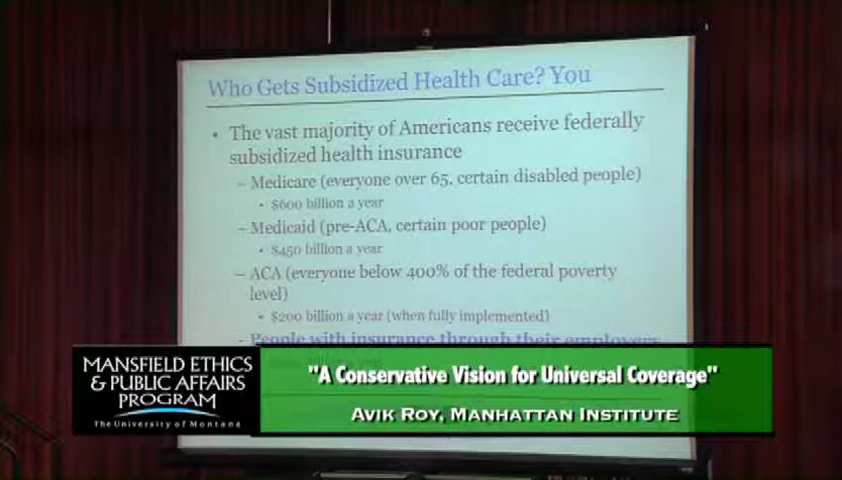 Who Gets Subsidized Health Care? You
• The vast majority of Americans receive federally
subsidized health insurance
– Medicare (everyone over 65, certain disabled people)
• $600 billion a year
– Medicaid (pre-ACA, certain poor people)
• $450 billion a year
– ACA (everyone below 400% of the federal poverty
level)
• $200 billion a year (when fully implemented)
– People with insurance through their employers
MANSFIELD ETHICS
& PUBLIC AFFAIRS
PROGRAM
The University of Montana
"A Conservative Vision for Universal Coverage"
AVIK ROY, MANHATTAN INSTITUTE